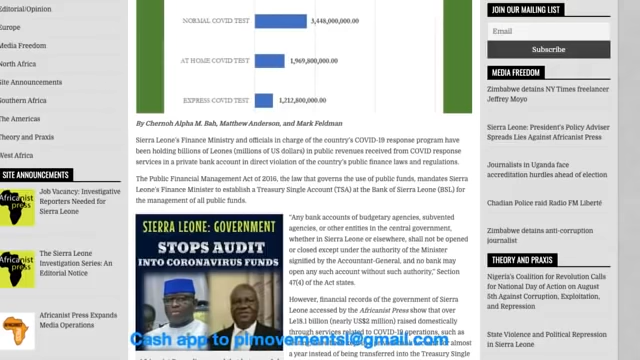 Editorial/Opinion
Europe
Media Freedom
North Africa
Site Announcements
Southern Africa
The Americas
Theory and Praxis
West Africa
SITE ANNOUNCEMENTS
Africanist
press
Job Vacancy: Investigative
Reporters Needed for
Sierra Leone
Africanist
press
The Sierra Leone
Investigation Series: An
Editorial Notice
AFRICANIST
Africanist Press Expands
Media Operations
NORMAL COVID TEST
3,448,000,000.00
AT HOME COVID TEST
1,969,800,000.00
EXPRESS COVID TEST
1,212,800,000.00
By Chernoh Alpha M. Bah, Matthew Anderson, and Mark Feldman
Sierra Leone's Finance Ministry and officials in charge of the country's COVID-19 response program have
been holding billions of Leones (millions of US dollars) in public revenues received from COVID response
services in a private bank account in direct violation of the country's public finance laws and regulations.
The Public Financial Management Act of 2016, the law that governs the use of public funds, mandates Sierra
Leone's Finance Minister to establish a Treasury Single Account (TSA) at the Bank of Sierra Leone (BSL) for
the management of all public funds.
SIERRA LEONE: GOVERNMENT
STOPS AUDIT
INTO CORONAVIRUS FUNDS
"Any bank accounts of budgetary agencies, subvented
agencies, or other entities in the central government,
whether in Sierra Leone or elsewhere, shall not be
opened or closed except under the authority of the Minister
signified by the Accountant-General, and no bank may
open any such account without such authority," Section
47(4) of the Act states.
However, financial records of the government of Sierra
Leone accessed by the Africanist Press show that over
Le18.1 billion (nearly US$2 million) raised domestically
through services related to COVID-19 operations, such as
almost
a year instead of being transferred into the Treasury Single
Cash app to plmovementsl@gmail.com
JOIN OUR MAILING LIST
Email
Subscribe
MEDIA FREEDOM
Zimbabwe detains NY Times freelancer
Jeffrey Moyo
Sierra Leone: President's Policy Adviser
Spreads Lies Against Africanist Press
Journalists in Uganda face
accreditation hurdles ahead of election
Chadian Police raid Radio FM Liberté
Zimbabwe detains anti-corruption
journalist
THEORY AND PRAXIS
Nigeria's Coalition for Revolution Calls
for National Day of Action on August
5th Against Corruption, Exploitation,
and Repression
State Violence and Political Repression
in Sierra Leone